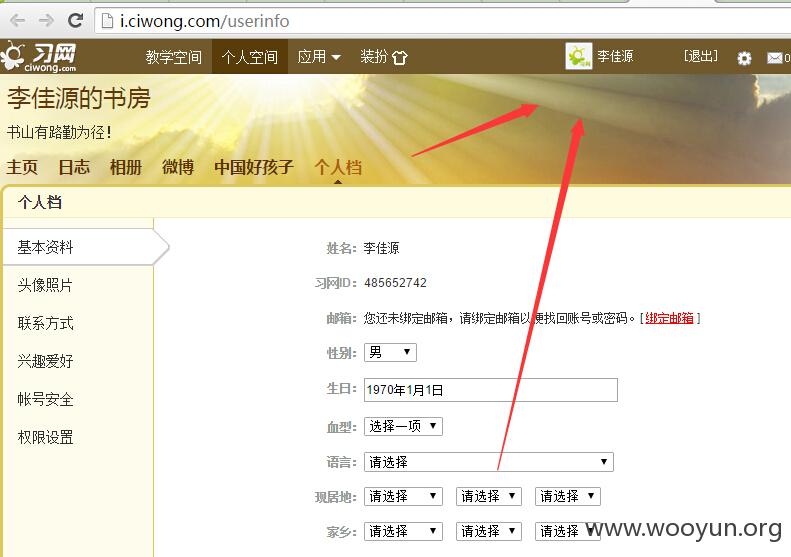 i.ciwong.com/userinfo
习网 ciwong.com 教学空间 个人空间 应用 装扮 李佳源 [退出] 0
李佳源的书房
书山有路勤为径!
主页 日志 相册 微博 中国好孩子 个人档
个人档
基本资料
头像照片
联系方式
兴趣爱好
帐号安全
权限设置
姓名: 李佳源
习网ID: 485652742
邮箱: 您还未绑定邮箱,请绑定邮箱以便找回账号或密码。[绑定邮箱]
性别: 男
生日: 1970年1月1日
血型: 选择一项
语言: 请选择
现居地: 请选择 请选择 请选择
家乡: 请选择 请选择 请选择
www.wooyun.org